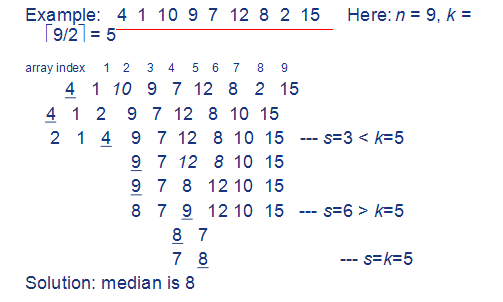 Example: 4 1 10 9 7 12 8 2 15 Here: n = 9, k =
⌈9/2⌉ = 5
array index 1 2 3 4 5 6 7 8 9
4 1 10 9 7 12 8 2 15
4 1 2 9 7 12 8 10 15
2 1 4 9 7 12 8 10 15 --- s=3 < k=5
9 7 12 8 10 15
9 7 8 12 10 15
8 7 9 12 10 15 --- s=6 > k=5
8 7
7 8 --- s=k=5
Solution: median is 8